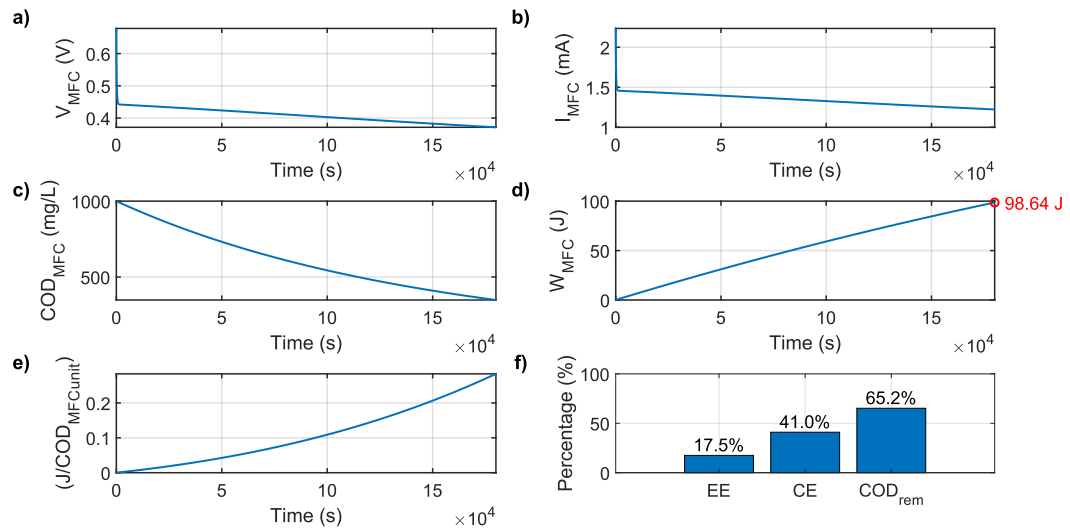 a)
V_MFC (V)
0.6
0.5
0.4
0 5 10 15
Time (s) ×10^4
b)
I_MFC (mA)
2
1.5
1
0 5 10 15
Time (s) ×10^4
c)
COD_MFC (mg/L)
1000
500
0 5 10 15
Time (s) ×10^4
d)
W_MFC (J)
100
50
0
98.64 J
0 5 10 15
Time (s) ×10^4
e)
(J/COD_MFCunit)
0.2
0.1
0
0 5 10 15
Time (s) ×10^4
f)
Percentage (%)
100
50
0
17.5%
41.0%
65.2%
EE CE COD_rem